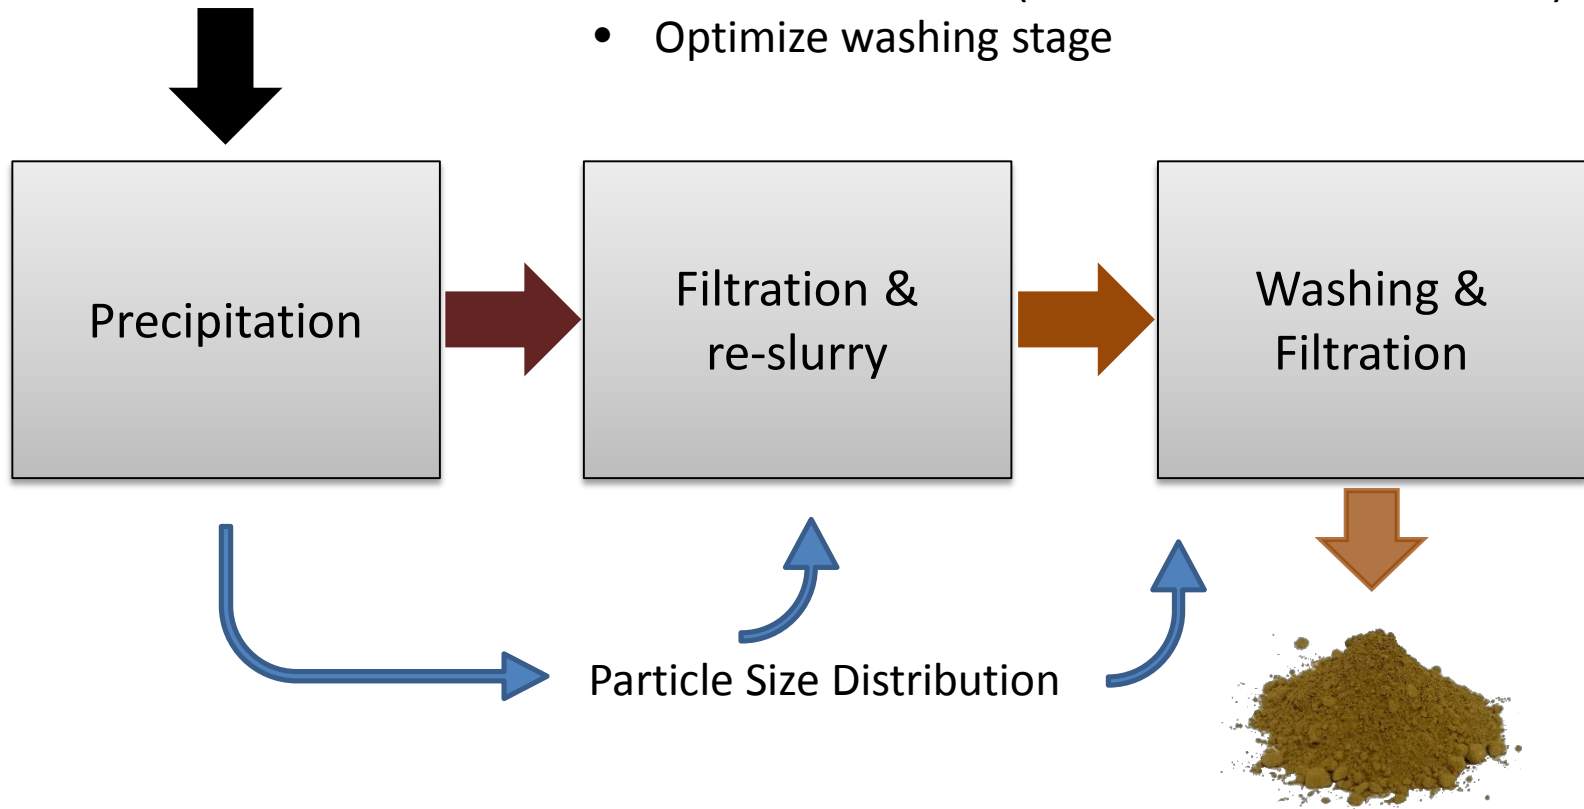 • Optimize washing stage
Precipitation
Filtration &
re-slurry
Washing &
Filtration
Particle Size Distribution